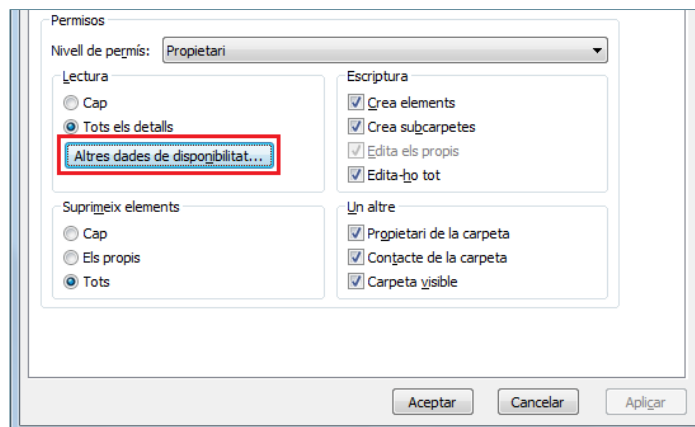 Permisos
Nivell de permís: Propietari
Lectura
Cap
Tots els detalls
Altres dades de disponibilitat...
Escriptura
Crea elements
Crea subcarpetes
Edita els propis
Edita-ho tot
Suprimeix elements
Cap
Els propis
Tots
Un altre
Propietari de la carpeta
Contacte de la carpeta
Carpeta visible
Aceptar Cancelar Aplicar